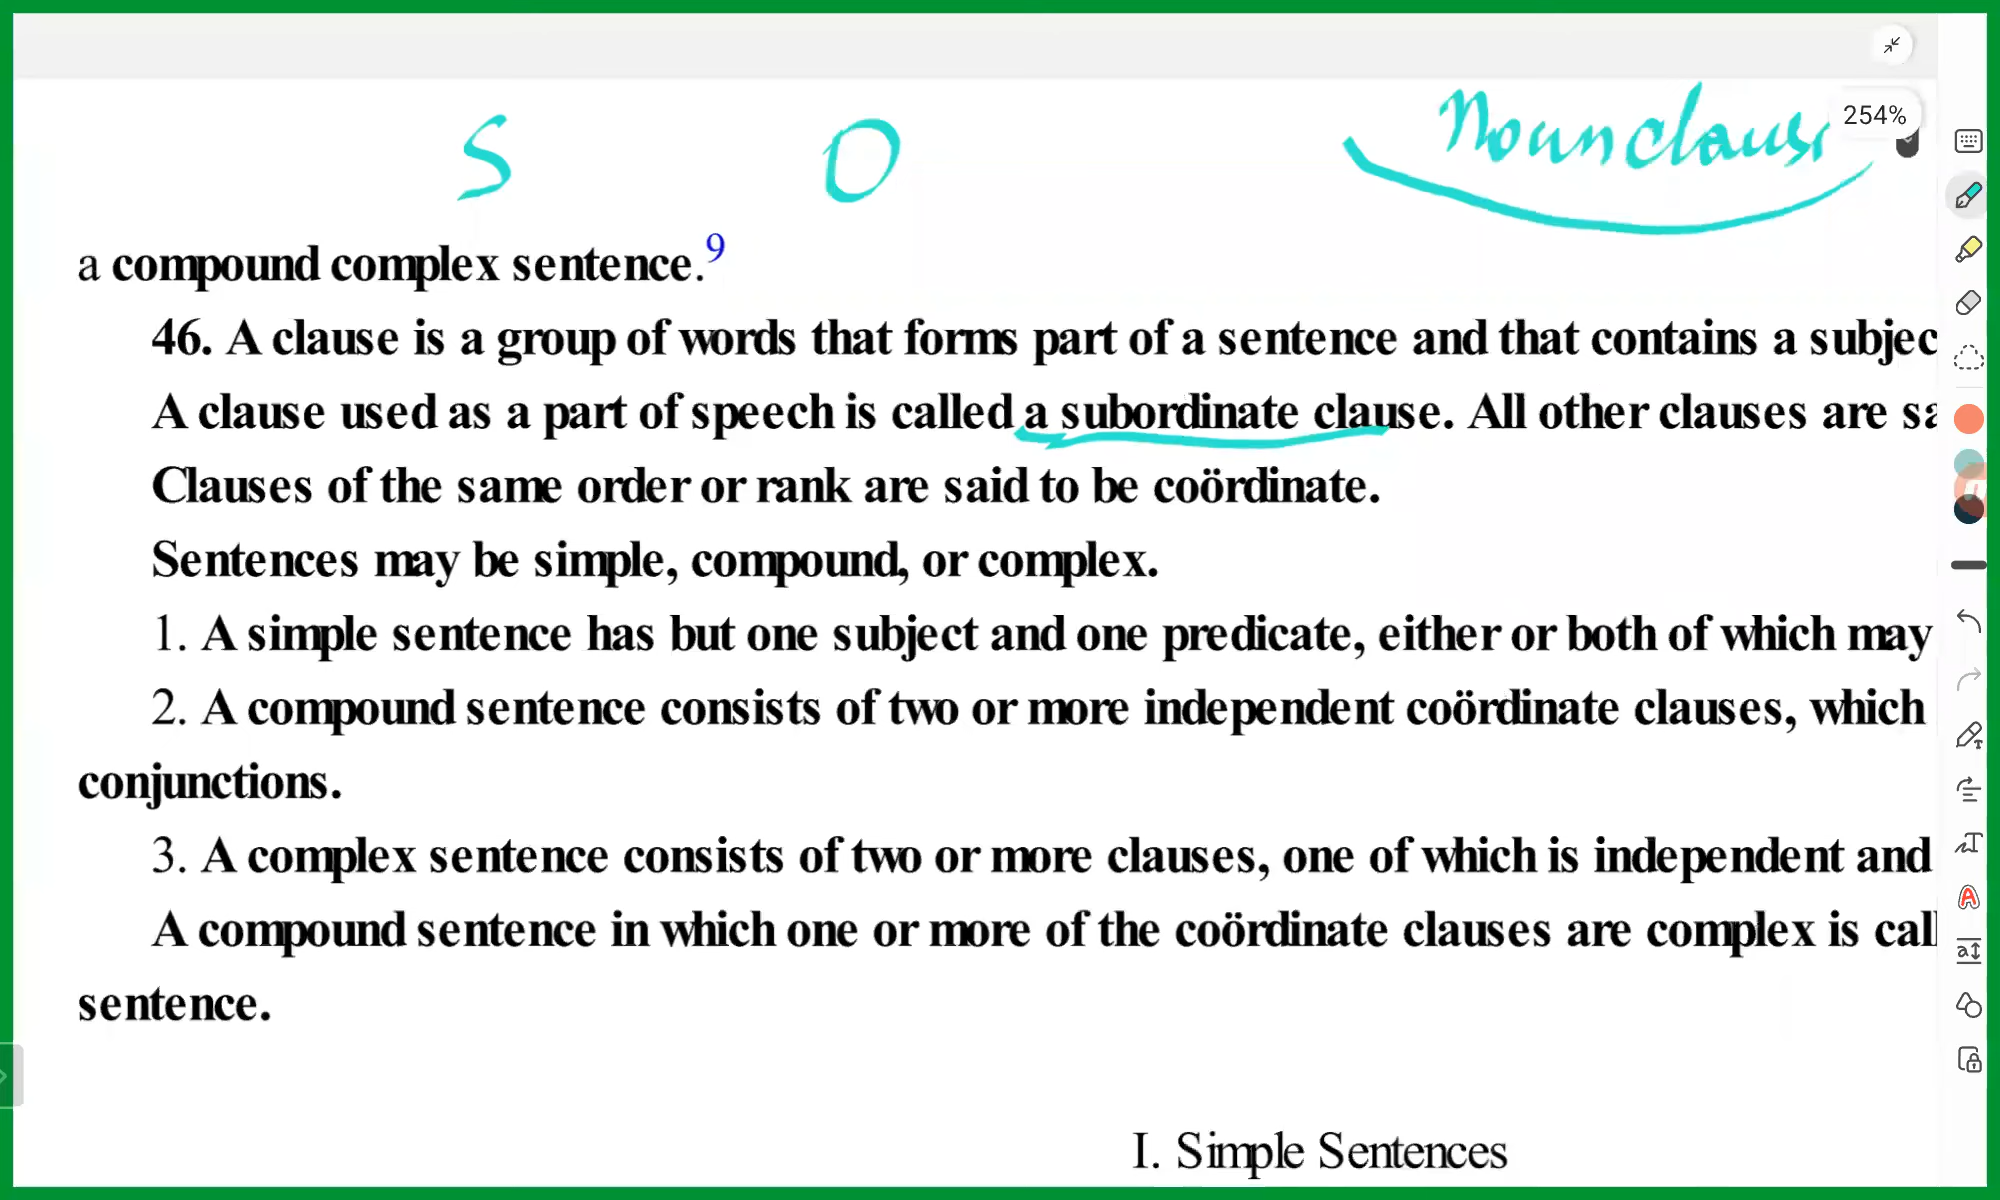 S O Noun clause
254%
a compound complex sentence.9
46. A clause is a group of words that forms part of a sentence and that contains a subjec
A clause used as a part of speech is called a subordinate clause. All other clauses are sa
Clauses of the same order or rank are said to be coördinate.
Sentences may be simple, compound, or complex.
1. A simple sentence has but one subject and one predicate, either or both of which may
2. A compound sentence consists of two or more independent coördinate clauses, which
conjunctions.
3. A complex sentence consists of two or more clauses, one of which is independent and
A compound sentence in which one or more of the coördinate clauses are complex is call
sentence.
I. Simple Sentences